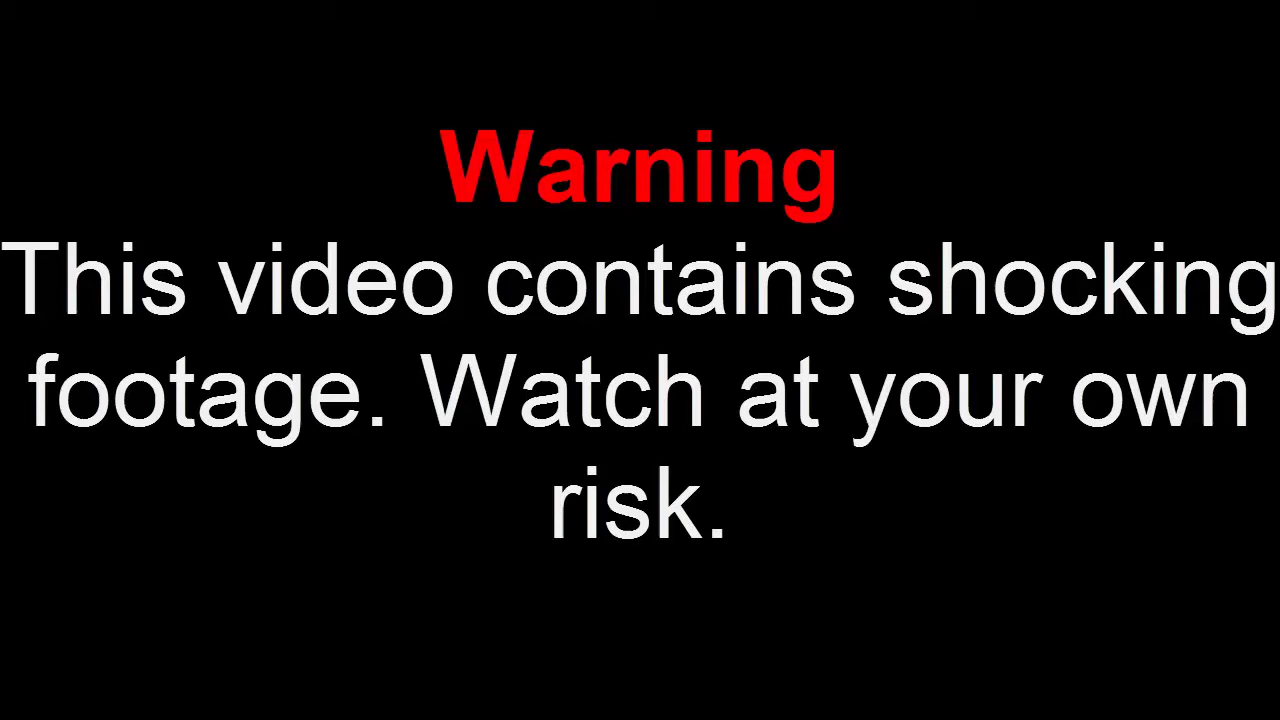 Warning
This video contains shocking
footage. Watch at your own
risk.